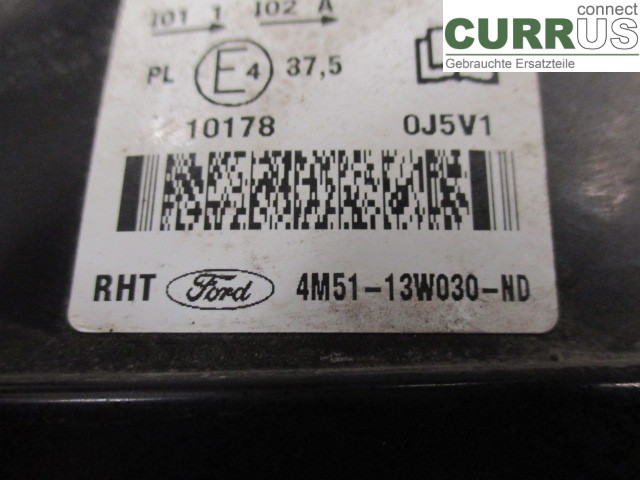 connect
CURRUS
Gebrauchte Ersatzteile
101 1 102 A
PL E4 37,5
10178 0J5V1
RHT Ford 4M51-13W030-ND